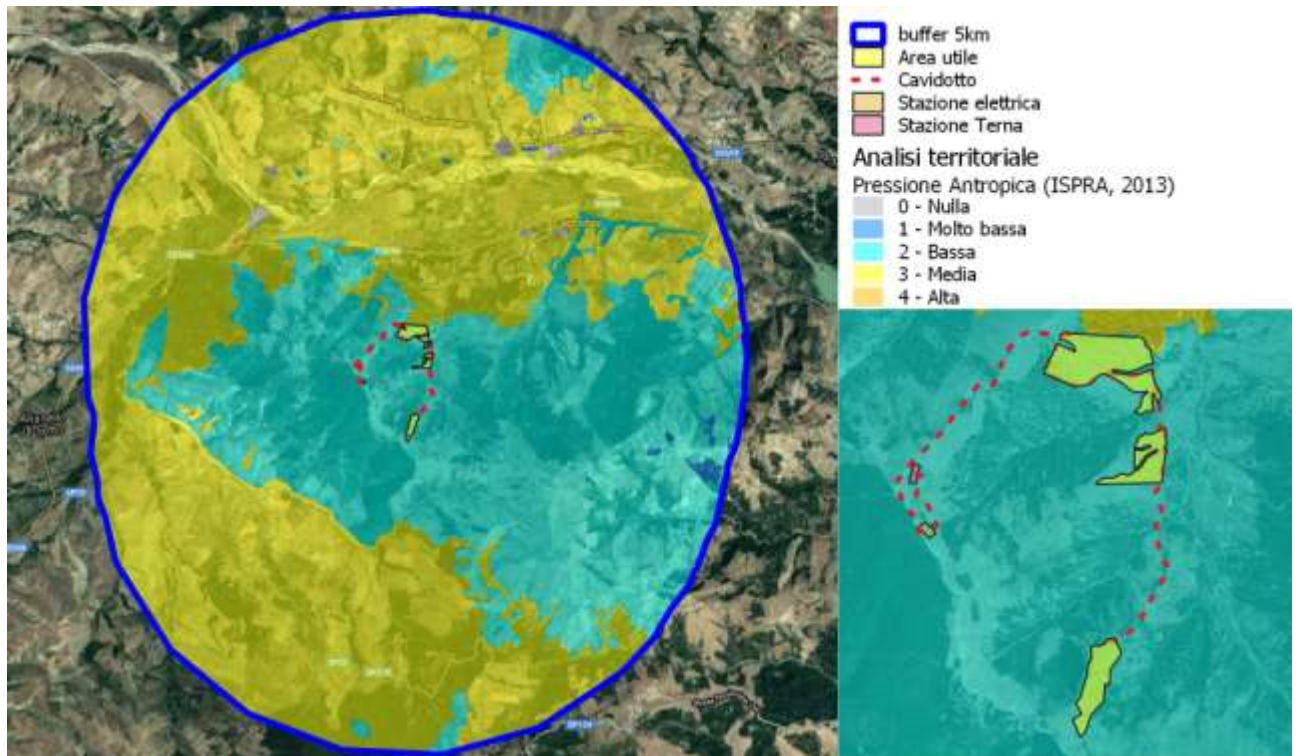 buffer 5km
Area utile
Cavidotto
Stazione elettrica
Stazione Terna
Analisi territoriale
Pressione Antropica (ISPRA, 2013)
0 - Nulla
1 - Molto bassa
2 - Bassa
3 - Media
4 - Alta